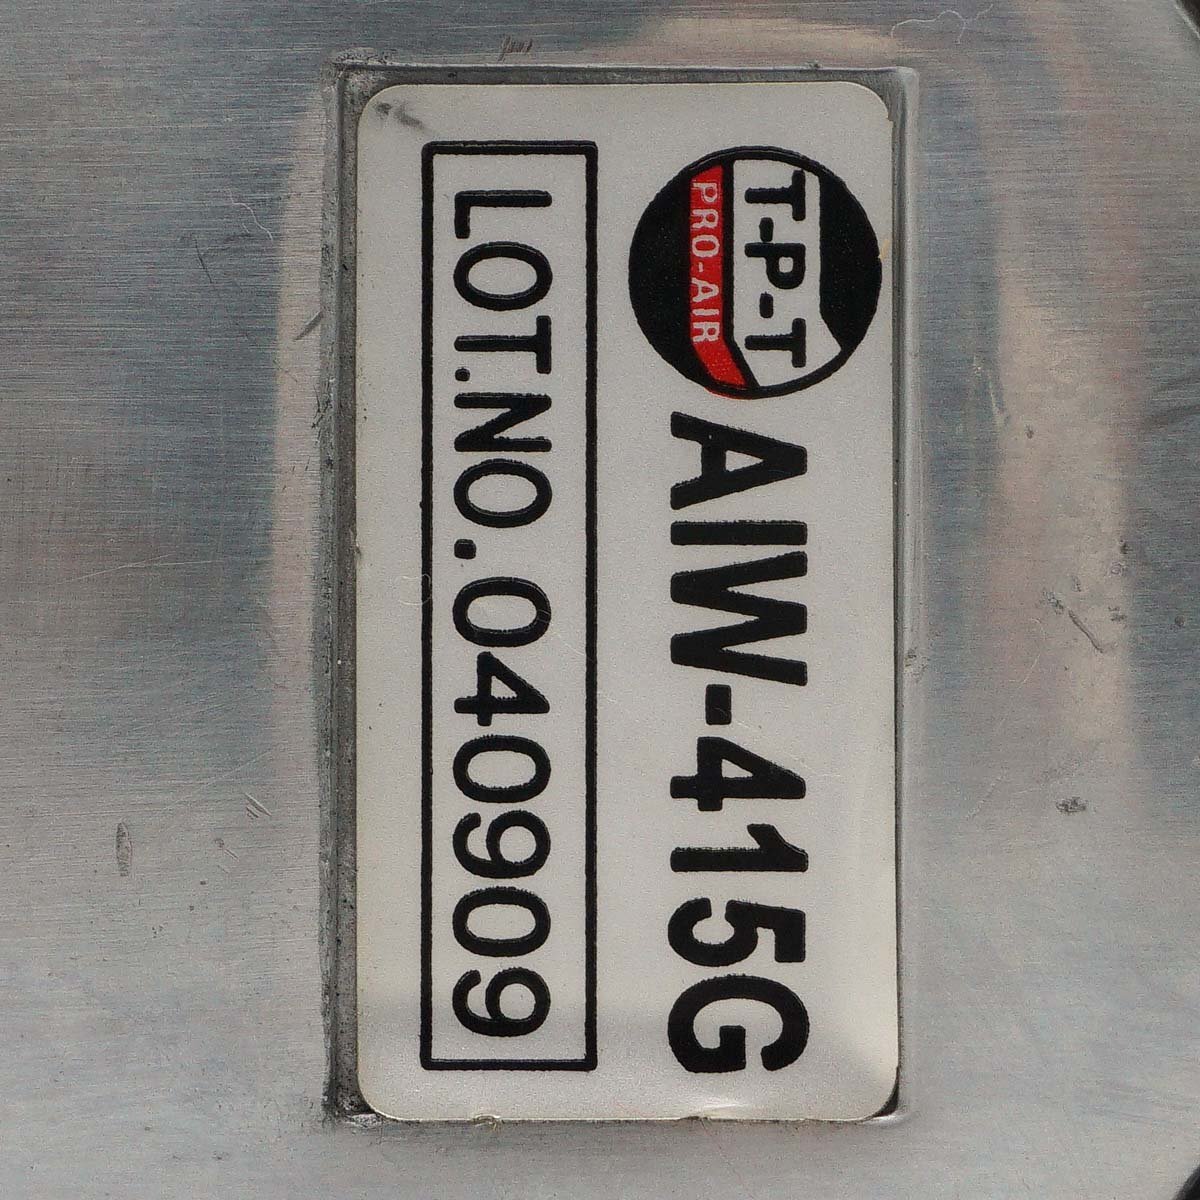 T-P-T
PRO-AIR
AIW-415G
LOT.NO.040909